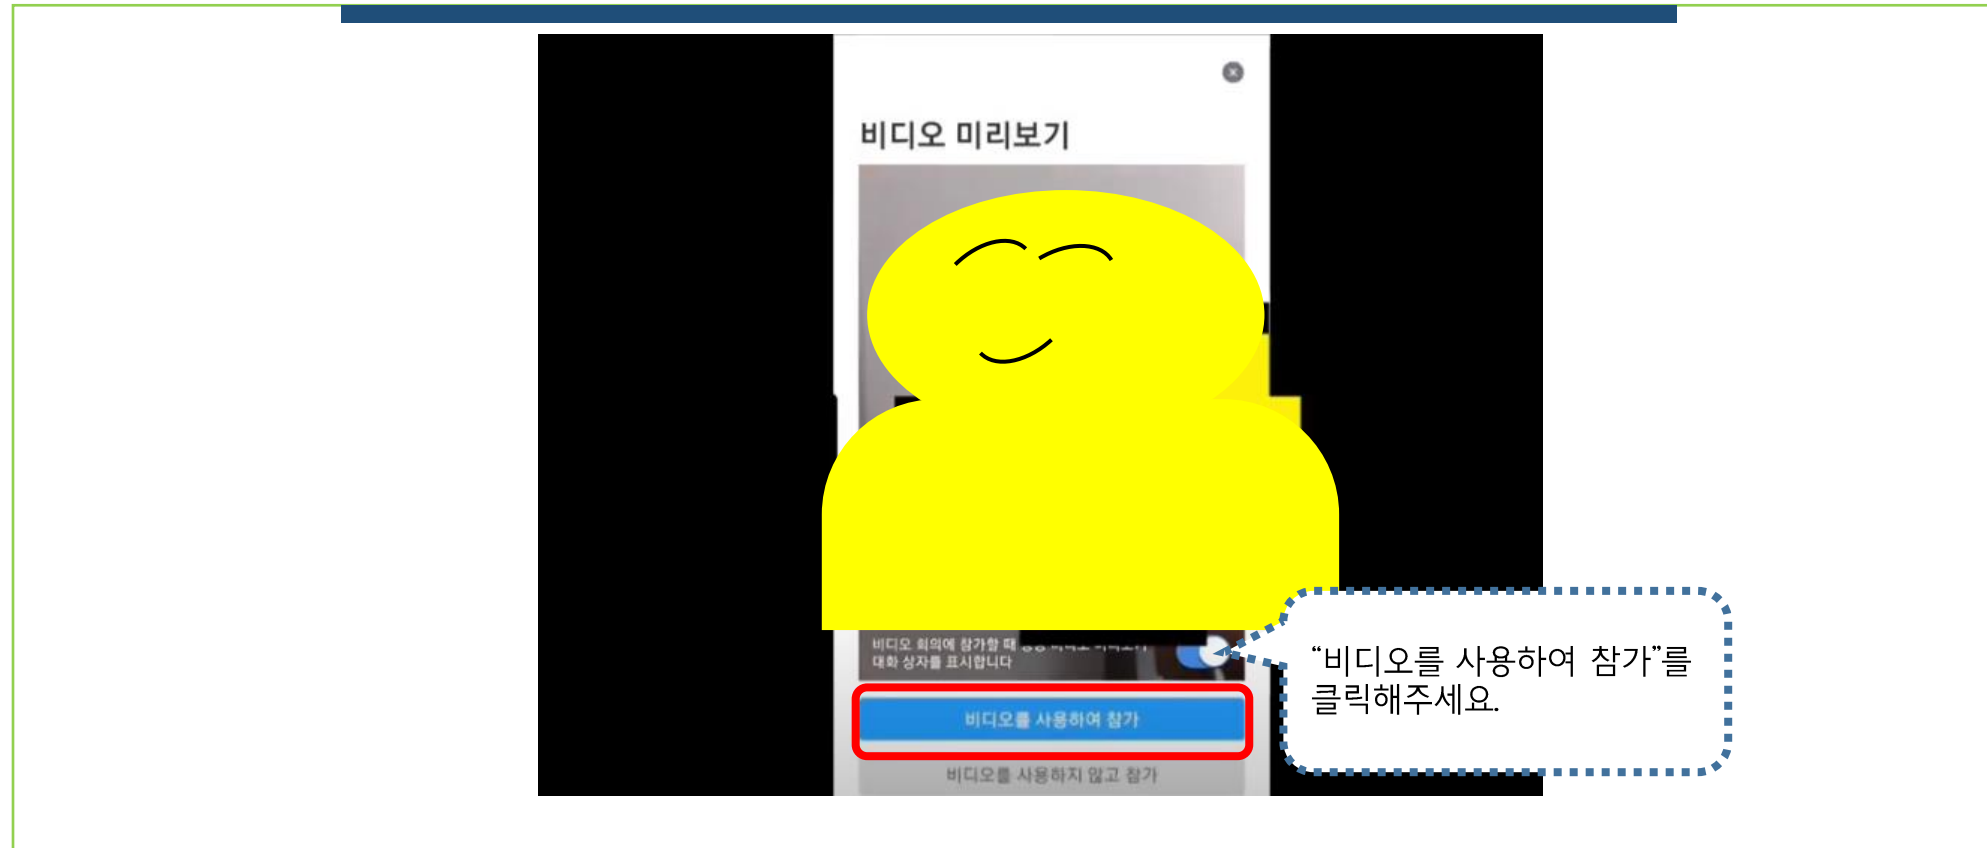 비디오 미리보기
비디오 회의에 참가할 때
대화 상자를 표시합니다
비디오를 사용하여 참가
비디오를 사용하지 않고 참가
“비디오를 사용하여 참가”를
클릭해주세요.